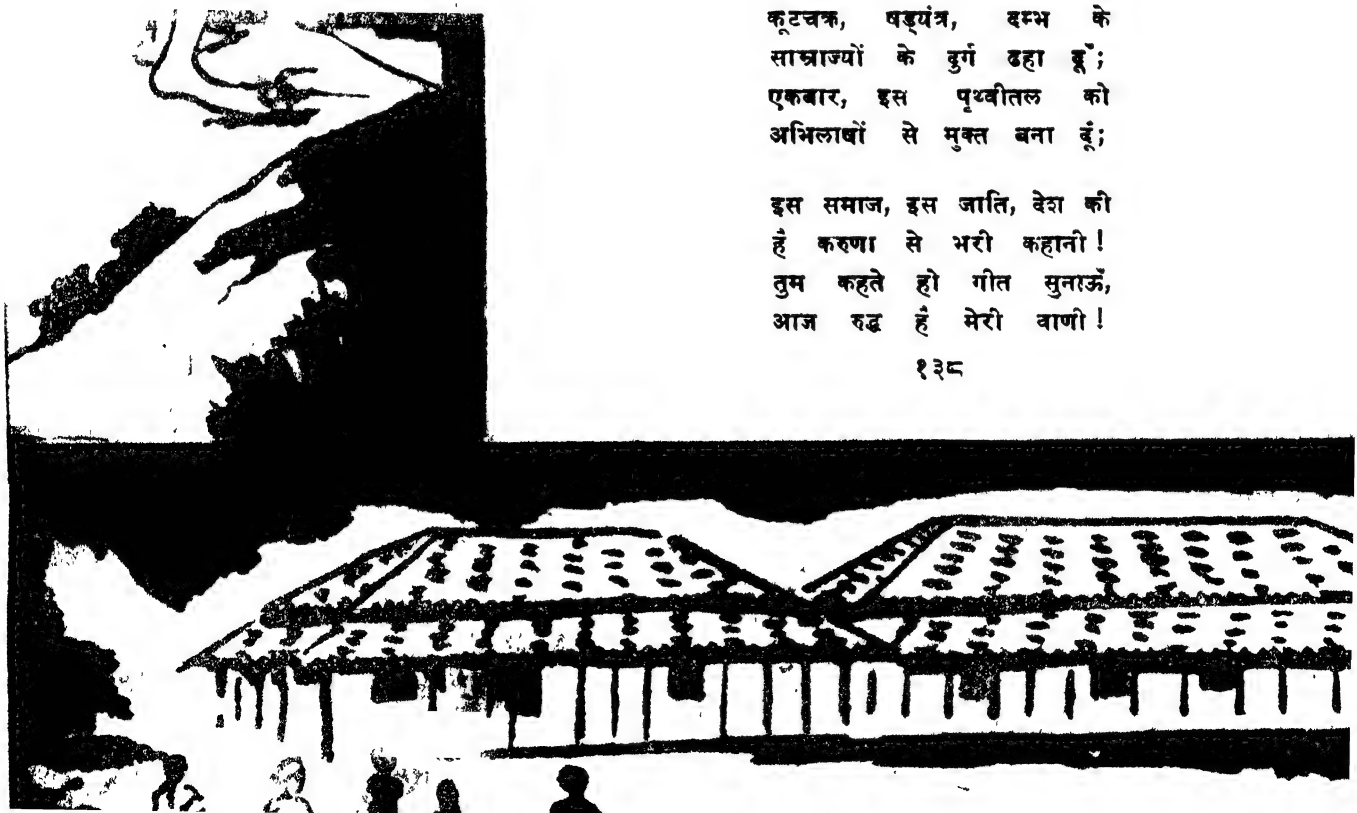 कूटचक्र, षड्यंत्र, दम्भ के
साम्राज्यों के दुर्ग ढहा दूँ;
एकबार, इस पृथ्वीतल को
अभिलाषों से मुक्त बना दूँ;
इस समाज, इस जाति, देश की
है करुणा से भरी कहानी !
तुम कहते हो गीत सुनाऊँ,
आज रुद्ध है मेरी वाणी !
१३८